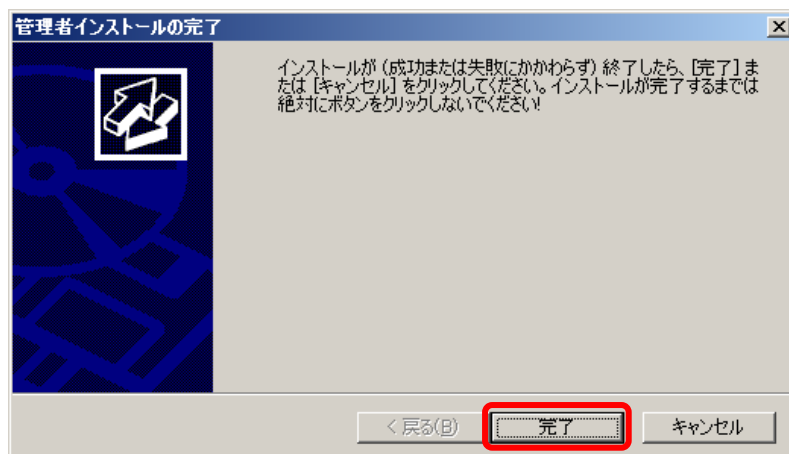 管理者インストールの完了
インストールが (成功または失敗にかかわらず) 終了したら、[完了] ま
たは [キャンセル] をクリックしてください。インストールが完了するまでは
絶対にボタンをクリックしないでください!
< 戻る(B) 完了 キャンセル